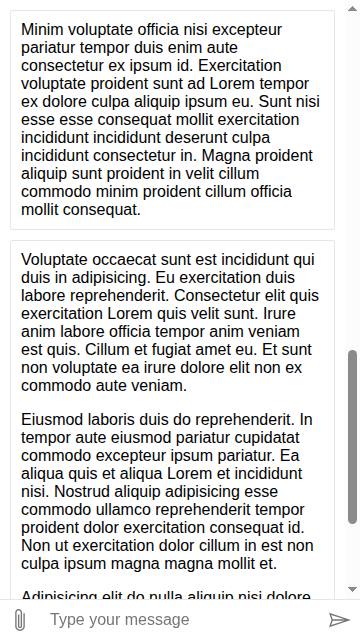 Minim voluptate officia nisi excepteur
pariatur tempor duis enim aute
consectetur ex ipsum id. Exercitation
voluptate proident sunt ad Lorem tempor
ex dolore culpa aliquip ipsum eu. Sunt nisi
esse esse consequat mollit exercitation
incididunt incididunt deserunt culpa
incididunt consectetur in. Magna proident
aliquip sunt proident in velit cillum
commodo minim proident cillum officia
mollit consequat.
Voluptate occaecat sunt est incididunt qui
duis in adipisicing. Eu exercitation duis
labore reprehenderit. Consectetur elit quis
exercitation Lorem quis velit sunt. Irure
anim labore officia tempor anim veniam
est quis. Cillum et fugiat amet eu. Et sunt
non voluptate ea irure dolore elit non ex
commodo aute veniam.
Eiusmod laboris duis do reprehenderit. In
tempor aute eiusmod pariatur cupidatat
commodo excepteur ipsum pariatur. Ea
aliqua quis et aliqua Lorem et incididunt
nisi. Nostrud aliquip adipisicing esse
commodo ullamco reprehenderit tempor
proident dolor exercitation consequat id.
Non ut exercitation dolor cillum in est non
culpa ipsum magna magna mollit et.
Adipisicing elit do nulla aliquip nisi dolore
Type your message